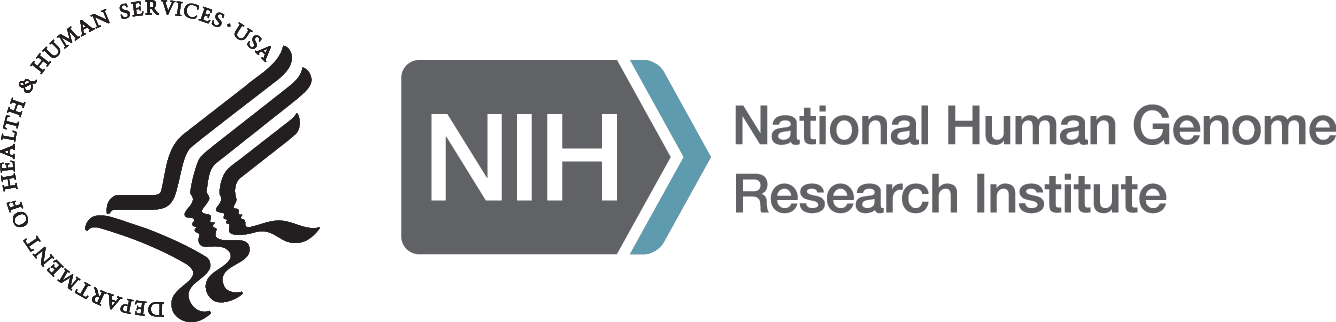 DEPARTMENT OF HEALTH & HUMAN SERVICES · USA
NIH
National Human Genome
Research Institute